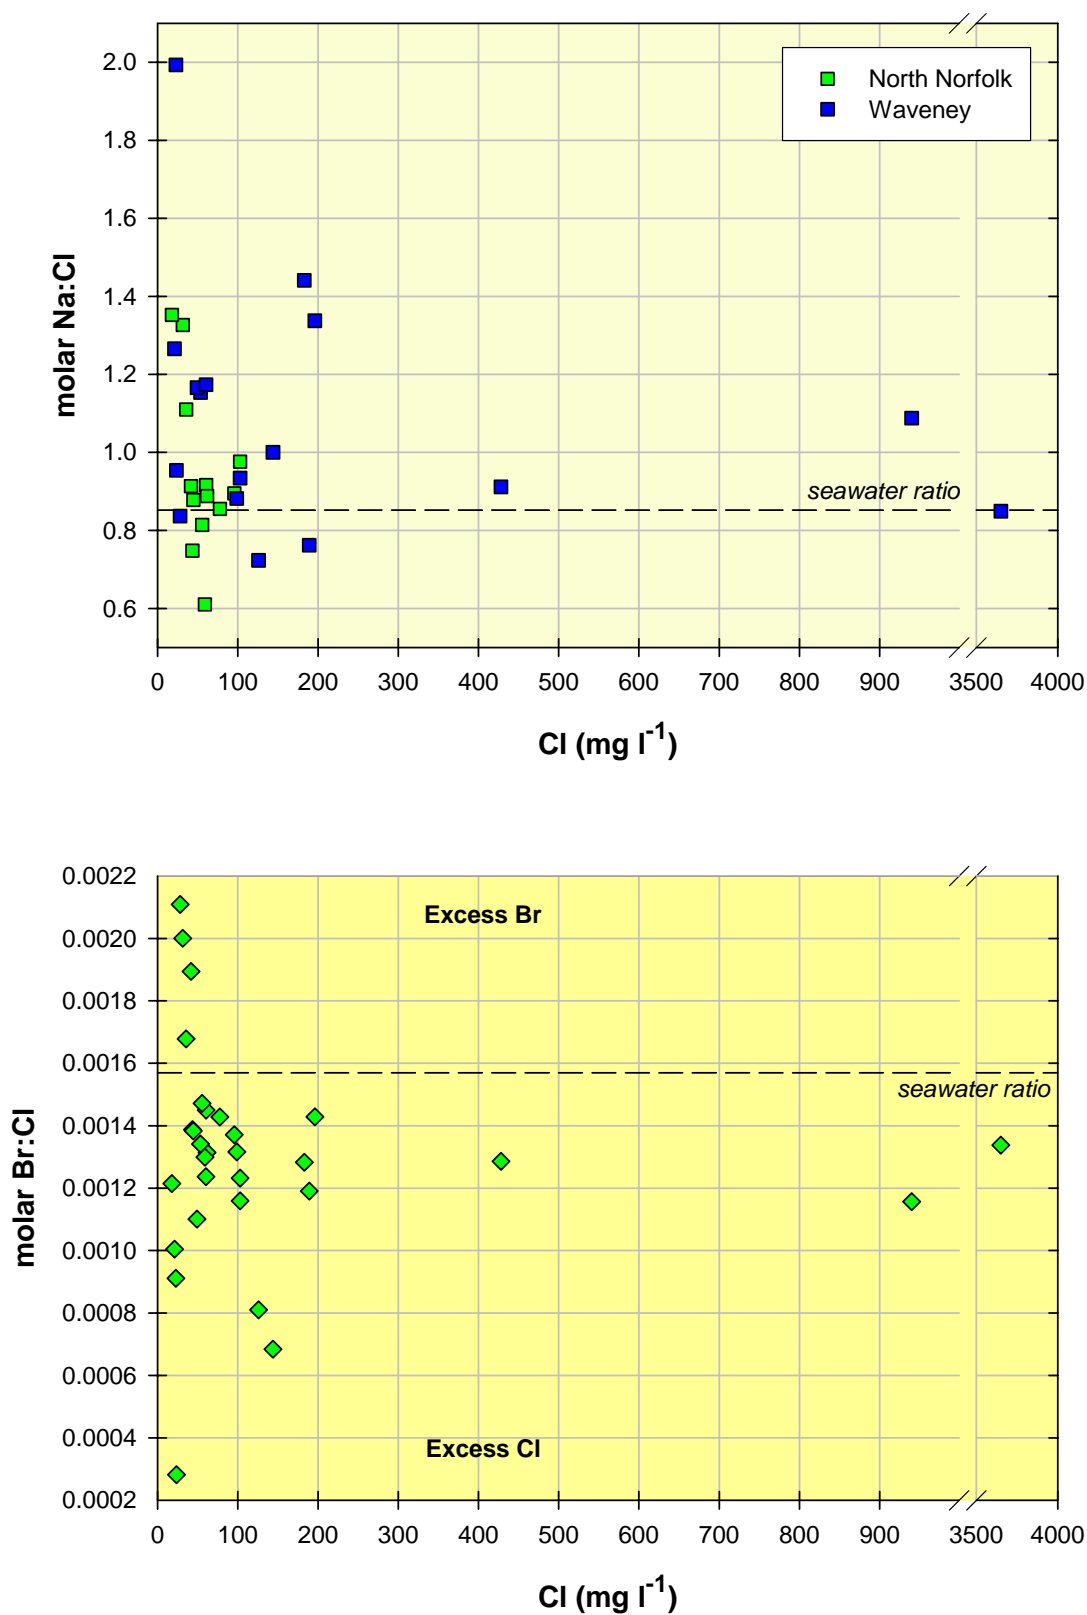 2.0
1.8
1.6
1.4
1.2
1.0
0.8
0.6
molar Na:Cl
North Norfolk
Waveney
seawater ratio
0 100 200 300 400 500 600 700 800 900 3500 4000
Cl (mg l-1)
0.0022
0.0020
0.0018
0.0016
0.0014
0.0012
0.0010
0.0008
0.0006
0.0004
0.0002
molar Br:Cl
Excess Br
seawater ratio
Excess Cl
0 100 200 300 400 500 600 700 800 900 3500 4000
Cl (mg l-1)